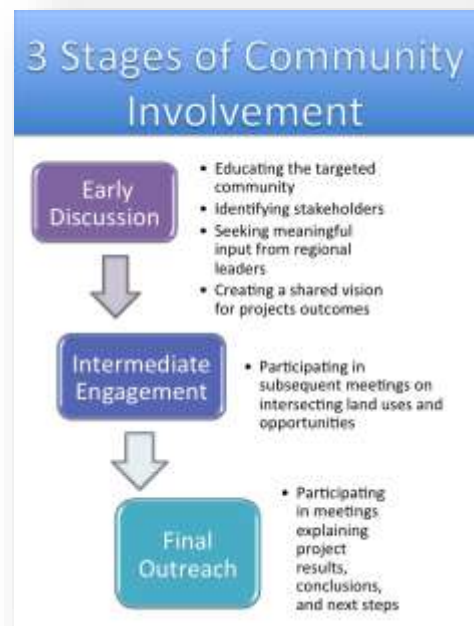 3 Stages of Community
Involvement
Early
Discussion
• Educating the targeted
community
• Identifying stakeholders
• Seeking meaningful
input from regional
leaders
• Creating a shared vision
for projects outcomes
Intermediate
Engagement
• Participating in
subsequent meetings on
intersecting land uses and
opportunities
Final
Outreach
• Participating
in meetings
explaining
project
results,
conclusions,
and next steps